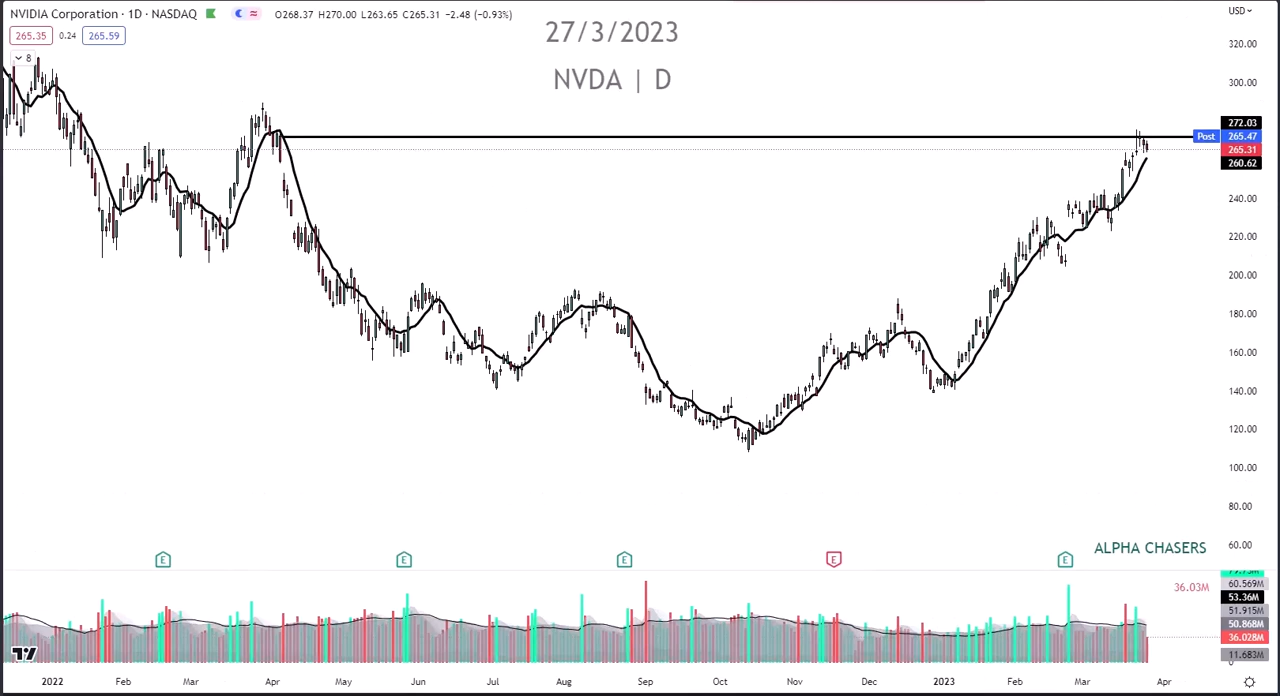 NVIDIA Corporation · 1D · NASDAQ O268.37 H270.00 L263.65 C265.31 −2.48 (−0.93%)
USD
265.35 0.24 265.59
8
27/3/2023
NVDA | D
320.00
300.00
272.03
Post 265.47
265.31
260.62
240.00
220.00
200.00
180.00
160.00
140.00
120.00
100.00
80.00
60.00
ALPHA CHASERS
E E E E E
36.03M
60.569M
53.36M
51.915M
50.868M
36.028M
11.683M
0
2022 Feb Mar Apr May Jun Jul Aug Sep Oct Nov Dec 2023 Feb Mar Apr